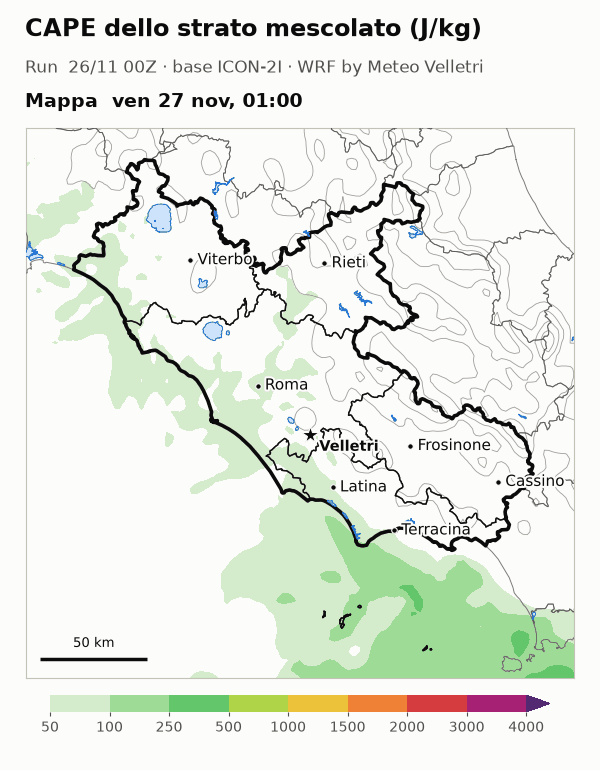 CAPE dello strato mescolato (J/kg)
Run  26/11 00Z · base ICON-2I · WRF by Meteo Velletri
Mappa  ven 27 nov, 01:00
Viterbo
Rieti
Roma
Velletri
Frosinone
Cassino
Latina
Terracina
50 km
50 100 250 500 1000 1500 2000 3000 4000